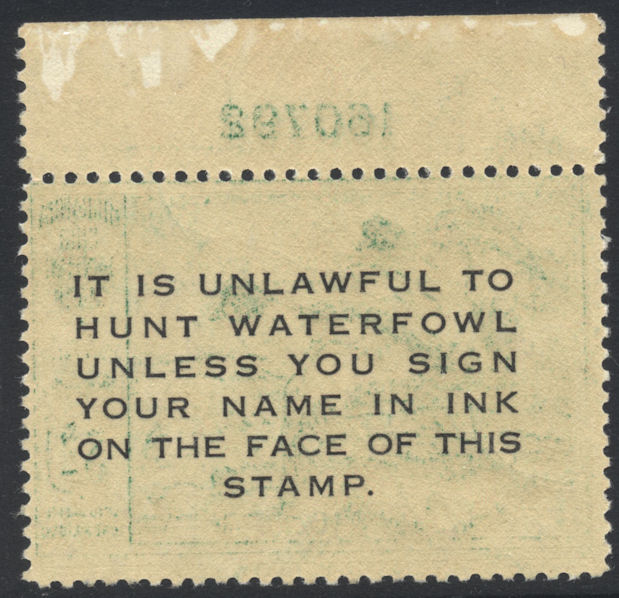 160792
IT IS UNLAWFUL TO
HUNT WATERFOWL
UNLESS YOU SIGN
YOUR NAME IN INK
ON THE FACE OF THIS
STAMP.